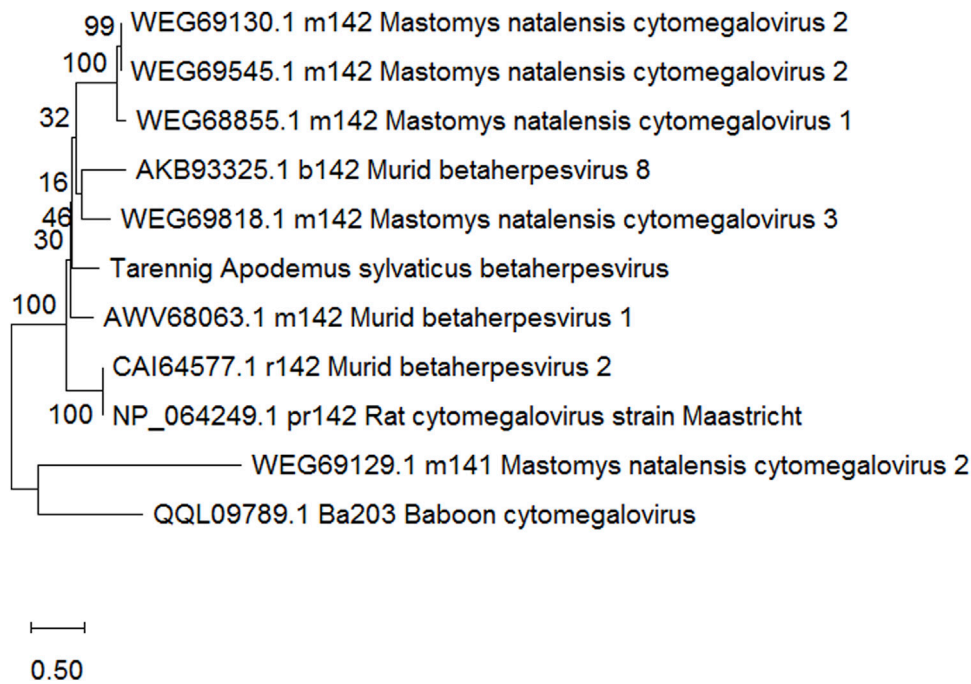 99
WEG69130.1 m142 Mastomys natalensis cytomegalovirus 2
100
WEG69545.1 m142 Mastomys natalensis cytomegalovirus 2
32
WEG68855.1 m142 Mastomys natalensis cytomegalovirus 1
16
AKB93325.1 b142 Murid betaherpesvirus 8
46
WEG69818.1 m142 Mastomys natalensis cytomegalovirus 3
30
Tarennig Apodemus sylvaticus betaherpesvirus
100
AWV68063.1 m142 Murid betaherpesvirus 1
CAI64577.1 r142 Murid betaherpesvirus 2
100
NP_064249.1 pr142 Rat cytomegalovirus strain Maastricht
WEG69129.1 m141 Mastomys natalensis cytomegalovirus 2
QQL09789.1 Ba203 Baboon cytomegalovirus
0.50